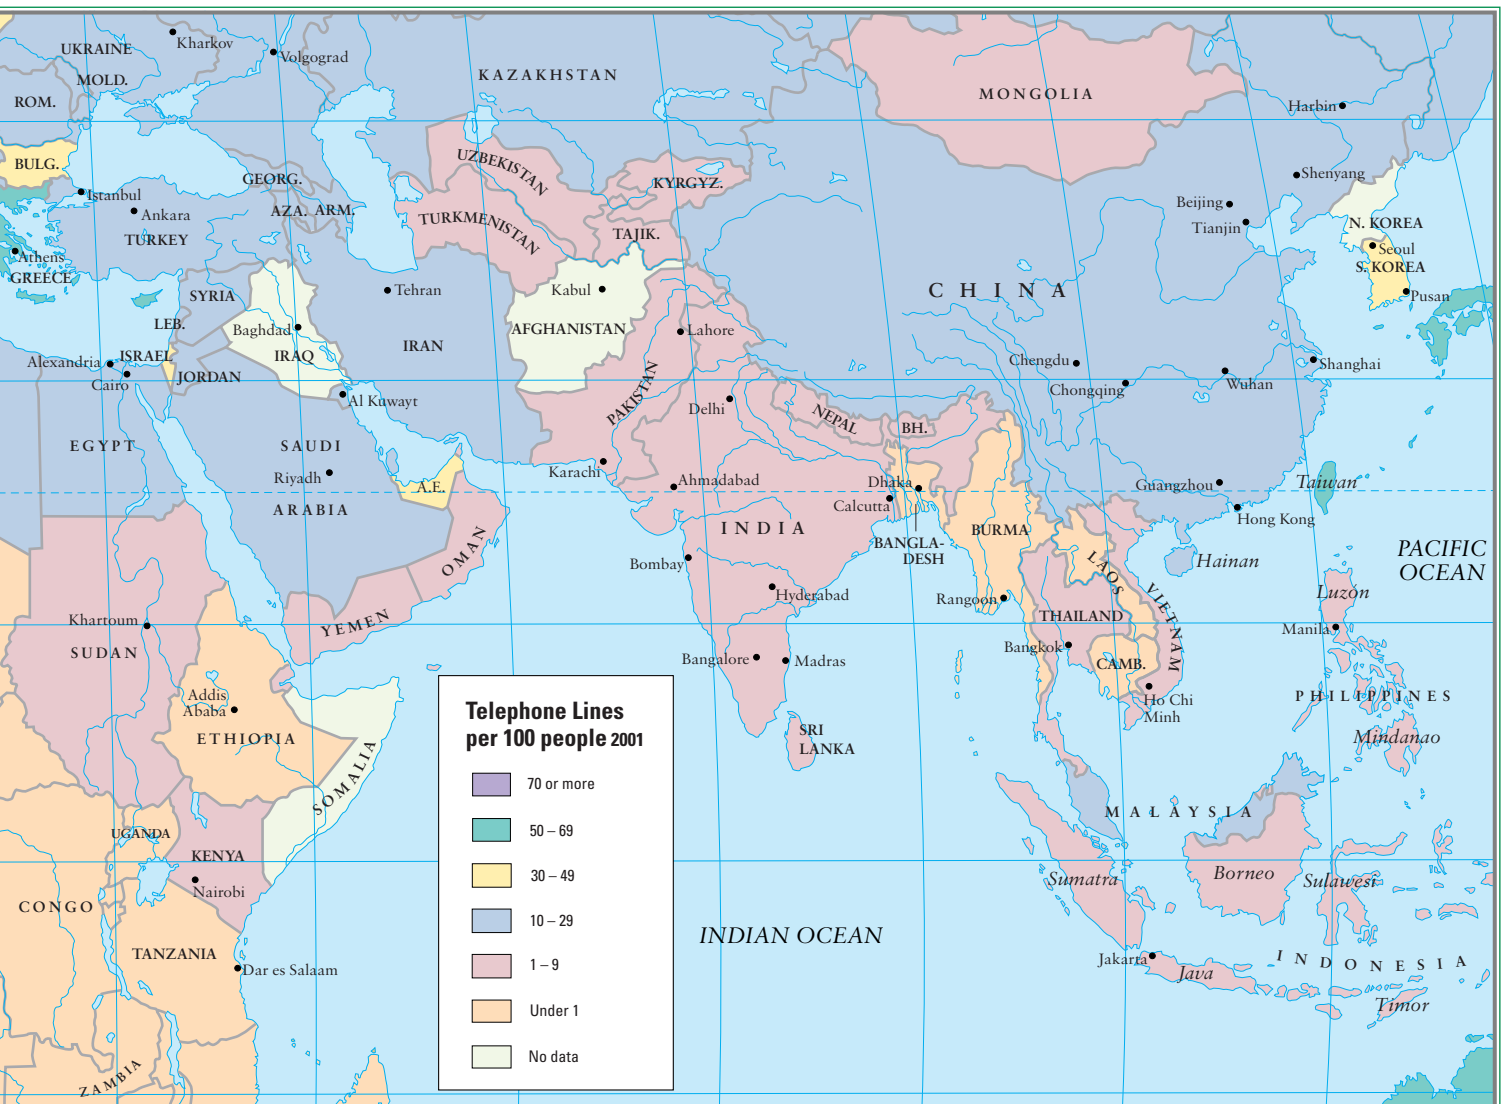 UKRAINE
Kharkov
Volgograd
MOLD.
ROM.
KAZAKHSTAN
MONGOLIA
Harbin
BULG.
GEORG.
UZBEKISTAN
KYRGYZ.
Shenyang
Istanbul
Ankara
AZA. ARM.
TURKEY
TURKMENISTAN
TAJIK.
Beijing
Tianjin
N. KOREA
Seoul
S. KOREA
Pusan
Athens
GREECE
SYRIA
Tehran
Kabul
CHINA
LEB.
Baghdad
IRAQ
IRAN
AFGHANISTAN
Lahore
Alexandria
ISRAEL
Cairo
JORDAN
Al Kuwayt
PAKISTAN
Delhi
NEPAL
BH.
Chengdu
Chongqing
Wuhan
Shanghai
EGYPT
SAUDI
ARABIA
Riyadh
A.E.
Karachi
Ahmadabad
Dhaka
Calcutta
Guangzhou
Taiwan
Hong Kong
OMAN
INDIA
BANGLA-
DESH
BURMA
LAOS
Hainan
PACIFIC
OCEAN
Bombay
Hyderabad
Rangoon
THAILAND
VIETNAM
Luzón
Manila
Khartoum
SUDAN
YEMEN
Bangalore
Madras
Bangkok
CAMB.
Ho Chi
Minh
PHILIPPINES
Mindanao
Addis
Ababa
ETHIOPIA
SOMALIA
SRI
LANKA
MALAYSIA
UGANDA
KENYA
Nairobi
Sumatra
Borneo
Sulawesi
CONGO
TANZANIA
Dar es Salaam
INDIAN OCEAN
Jakarta
Java
INDONESIA
Timor
ZAMBIA
Telephone Lines
per 100 people 2001
70 or more
50 – 69
30 – 49
10 – 29
1 – 9
Under 1
No data